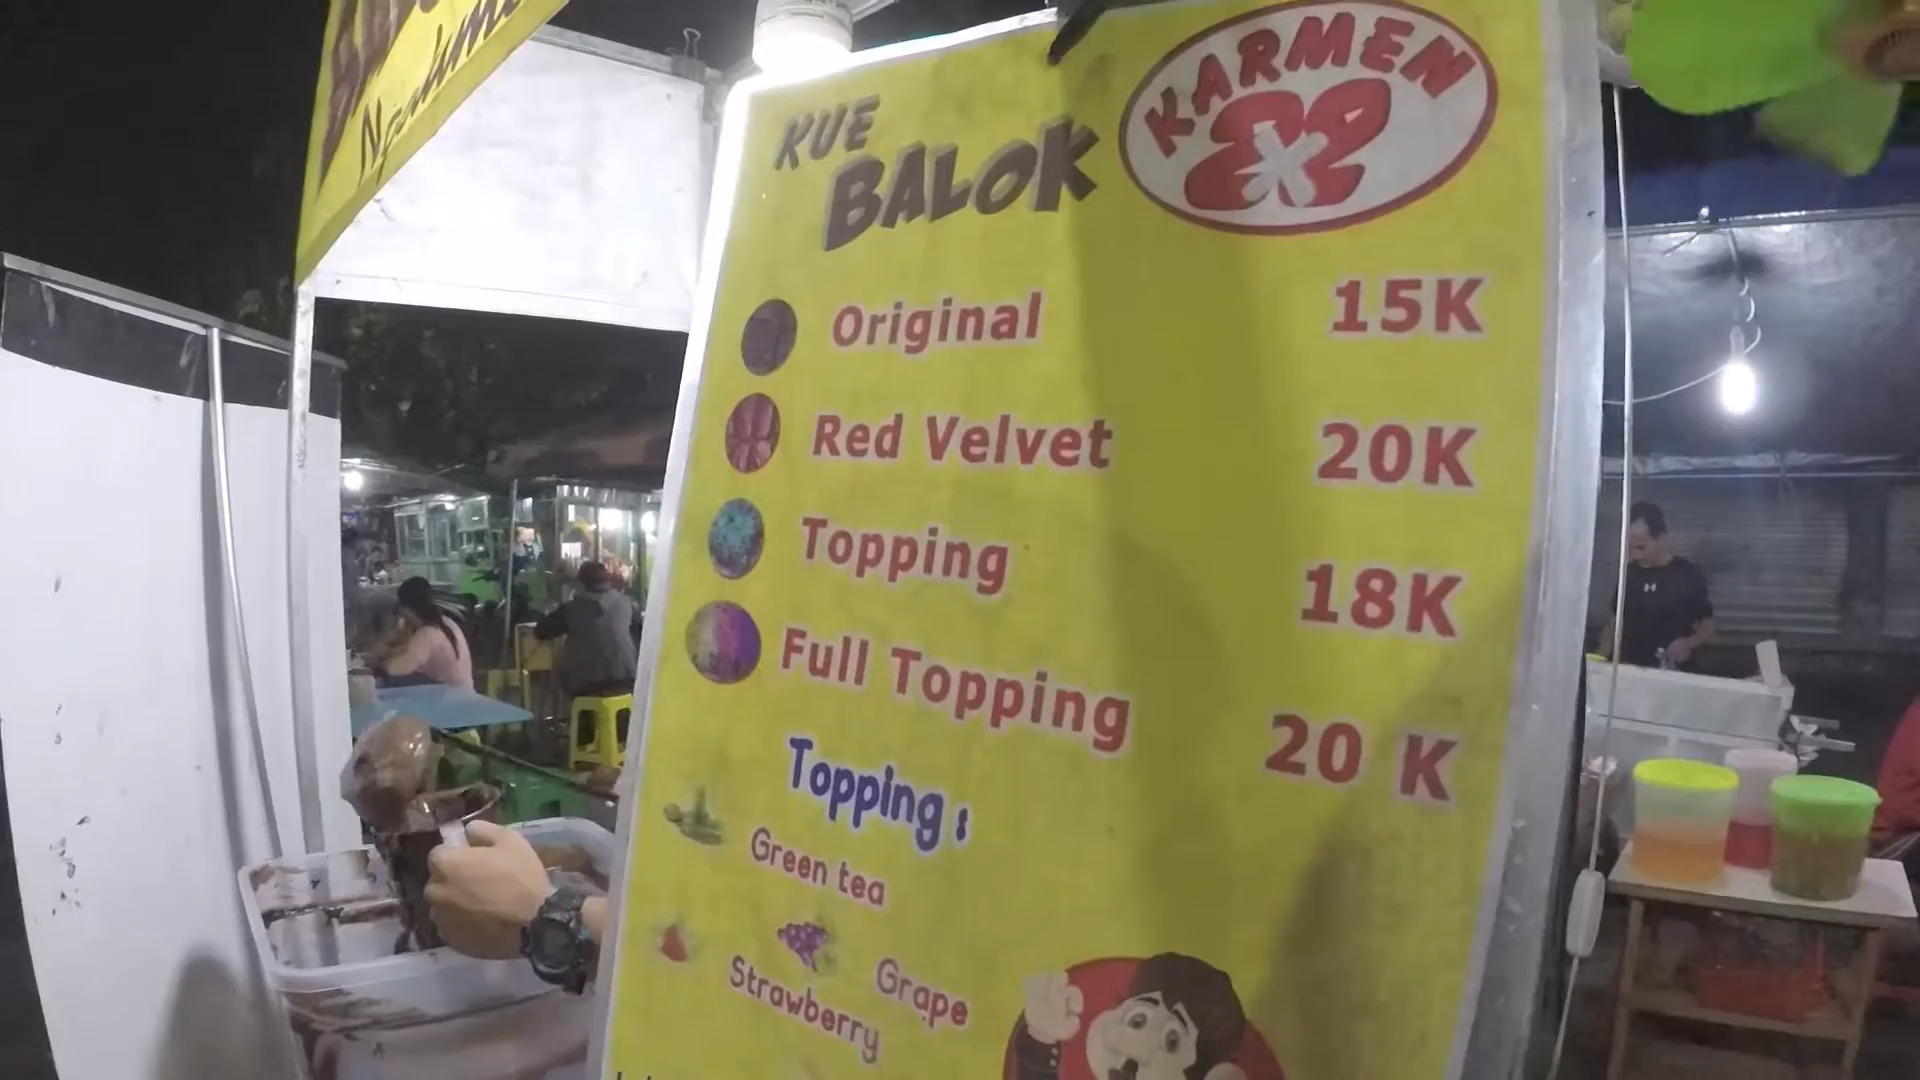 KUE
BALOK
KARMEN
Original 15K
Red Velvet 20K
Topping 18K
Full Topping 20 K
Topping :
Green tea
Grape
Strawberry